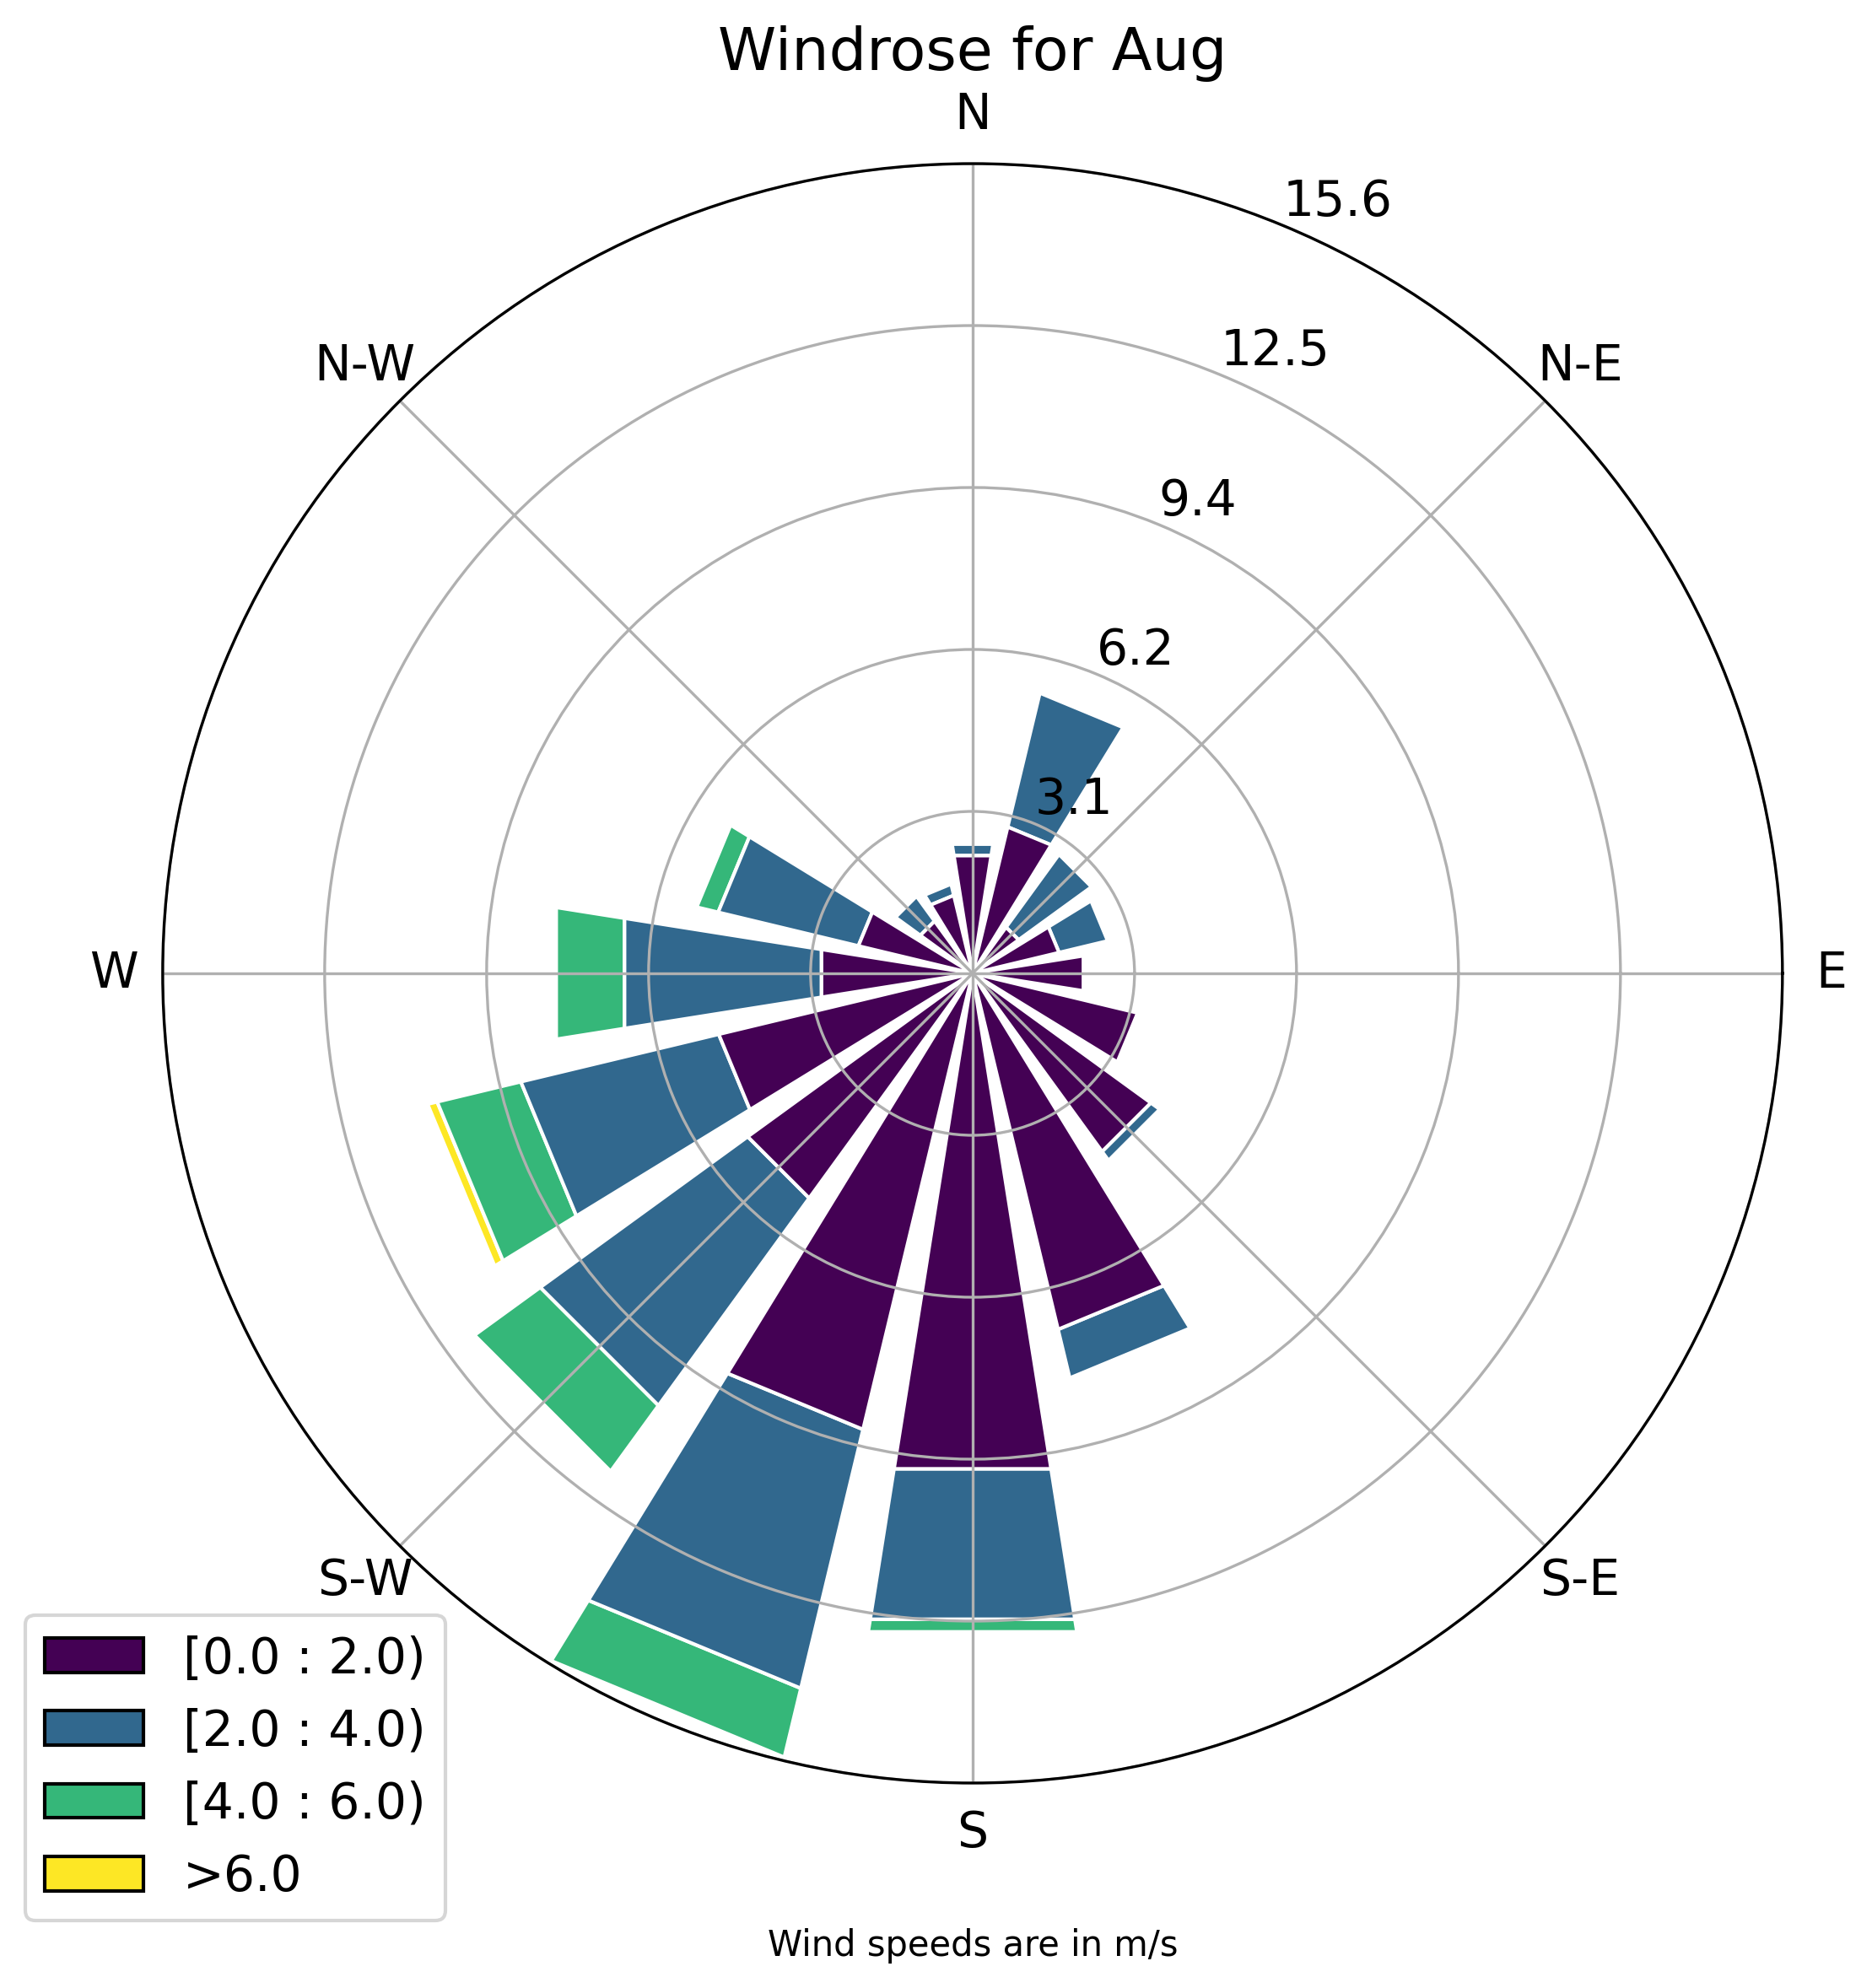 Windrose for Aug
N
15.6
12.5
N-W
N-E
9.4
6.2
3.1
W
E
S-W
S-E
[0.0 : 2.0)
[2.0 : 4.0)
[4.0 : 6.0)
>6.0
S
Wind speeds are in m/s